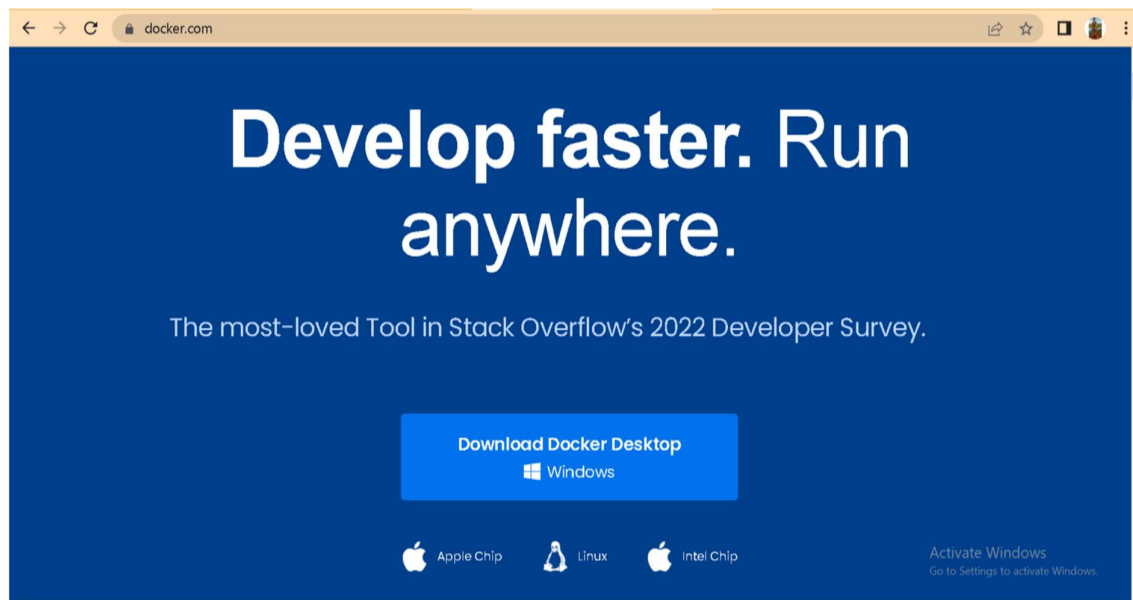 docker.com
Develop faster. Run
anywhere.
The most-loved Tool in Stack Overflow's 2022 Developer Survey.
Download Docker Desktop
Windows
Apple Chip Linux Intel Chip
Activate Windows
Go to Settings to activate Windows.